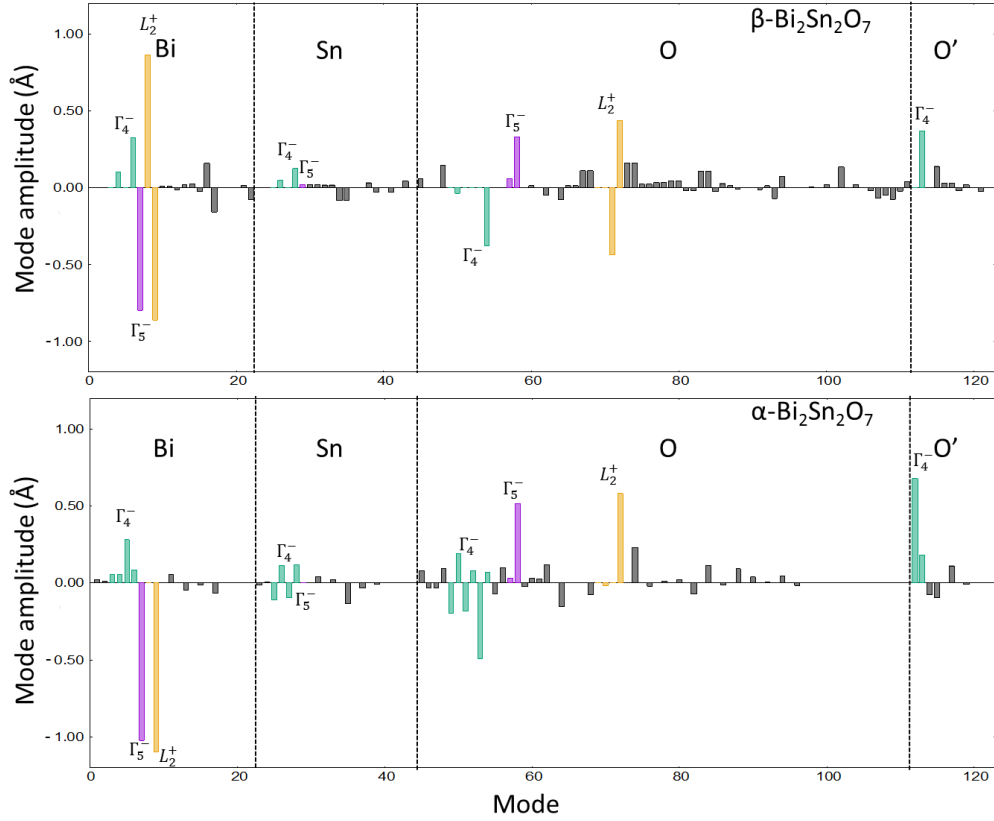 β-Bi₂Sn₂O₇
Mode amplitude (Å)
1.00
0.50
0.00
-0.50
-1.00
Bi
Sn
O
O’
L₂⁺
Γ₄⁻
Γ₅⁻
Γ₄⁻
Γ₅⁻
Γ₄⁻
Γ₅⁻
L₂⁺
Γ₄⁻
0 20 40 60 80 100 120
α-Bi₂Sn₂O₇
Mode amplitude (Å)
1.00
0.50
0.00
-0.50
-1.00
Bi
Sn
O
O’
Γ₄⁻
Γ₅⁻
L₂⁺
Γ₄⁻
Γ₅⁻
Γ₄⁻
Γ₅⁻
L₂⁺
Γ₄⁻
0 20 40 60 80 100 120
Mode